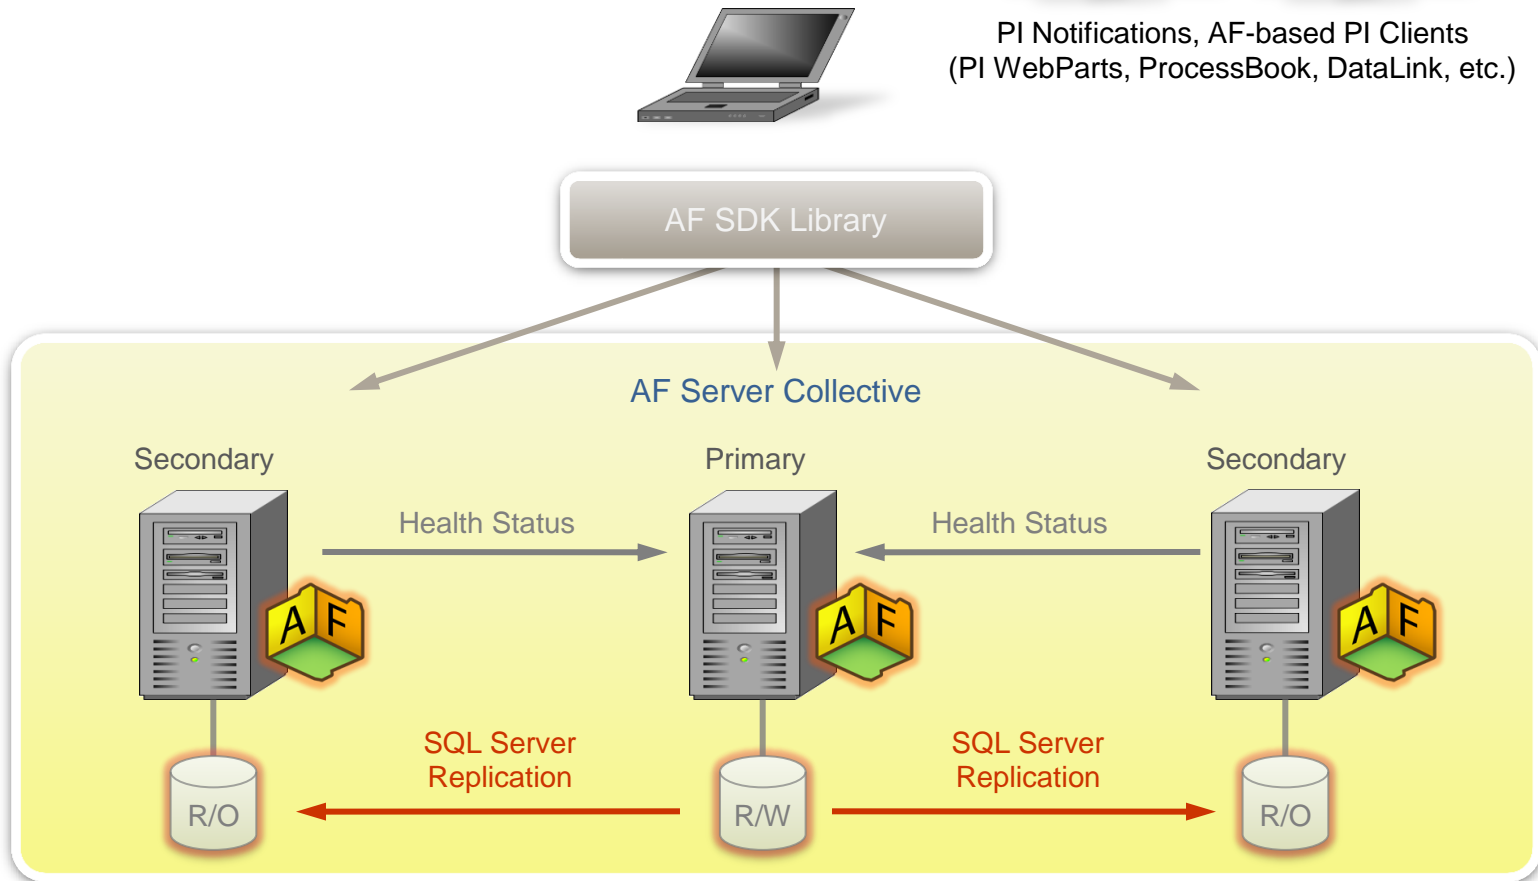 PI Notifications, AF-based PI Clients
(PI WebParts, ProcessBook, DataLink, etc.)
AF SDK Library
AF Server Collective
Secondary
Primary
Secondary
Health Status
Health Status
AF
AF
AF
SQL Server
Replication
SQL Server
Replication
R/O
R/W
R/O